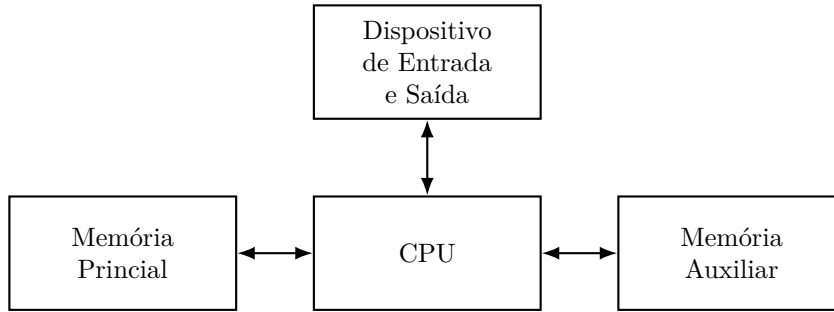 Dispositivo
de Entrada
e Saída
Memória
Princial
CPU
Memória
Auxiliar